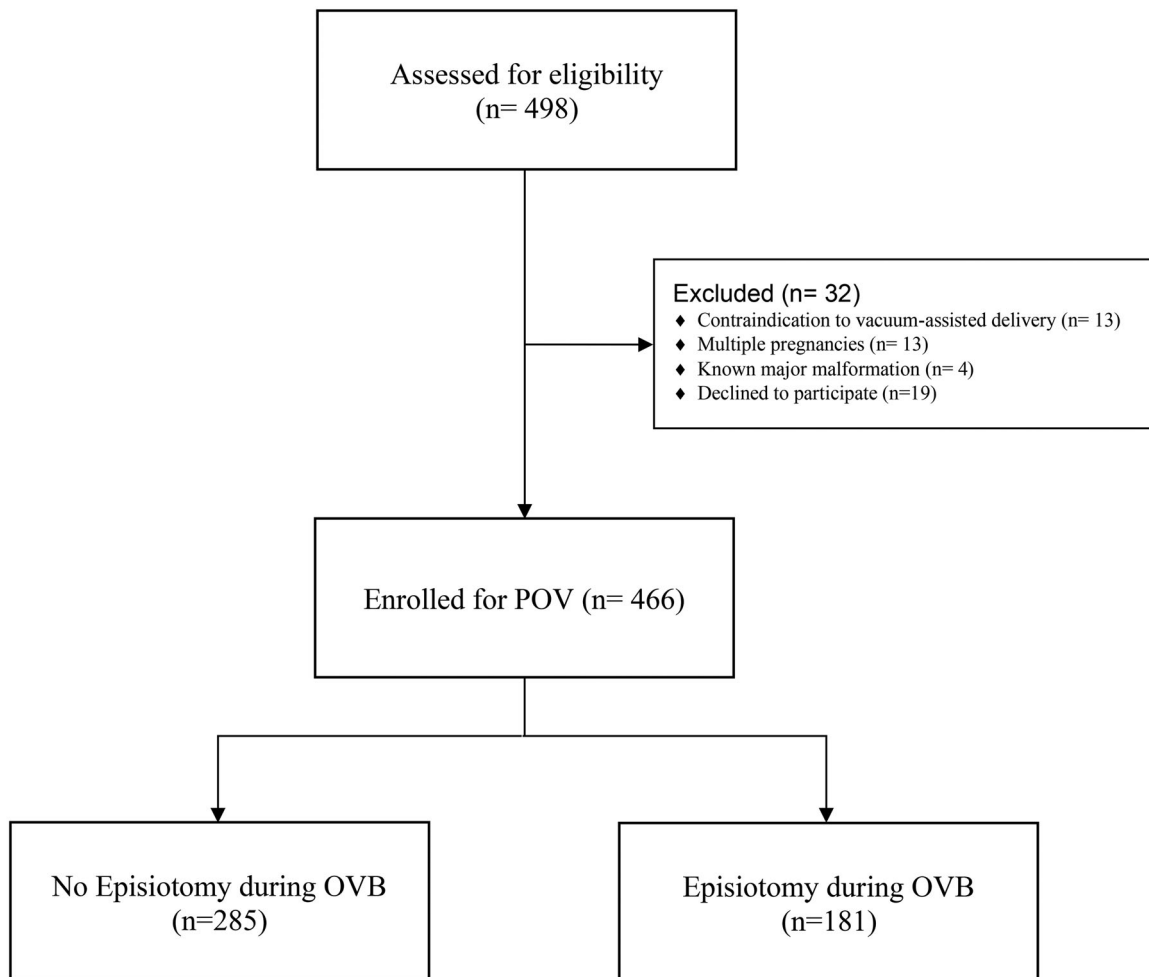 Assessed for eligibility
(n= 498)
Excluded (n= 32)
♦ Contraindication to vacuum-assisted delivery (n= 13)
♦ Multiple pregnancies (n= 13)
♦ Known major malformation (n= 4)
♦ Declined to participate (n=19)
Enrolled for POV (n= 466)
No Episiotomy during OVB
(n=285)
Episiotomy during OVB
(n=181)